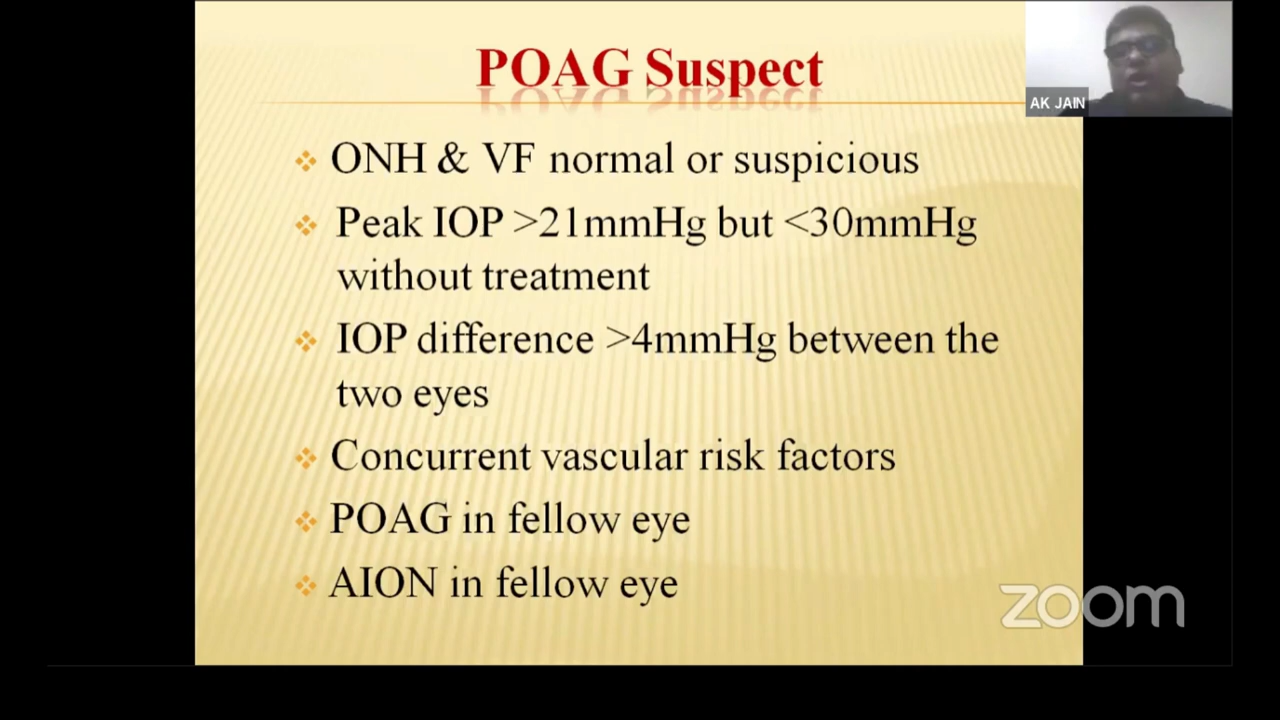 POAG Suspect
AK JAIN
ONH & VF normal or suspicious
Peak IOP >21mmHg but <30mmHg
without treatment
IOP difference >4mmHg between the
two eyes
Concurrent vascular risk factors
POAG in fellow eye
AION in fellow eye
zoom